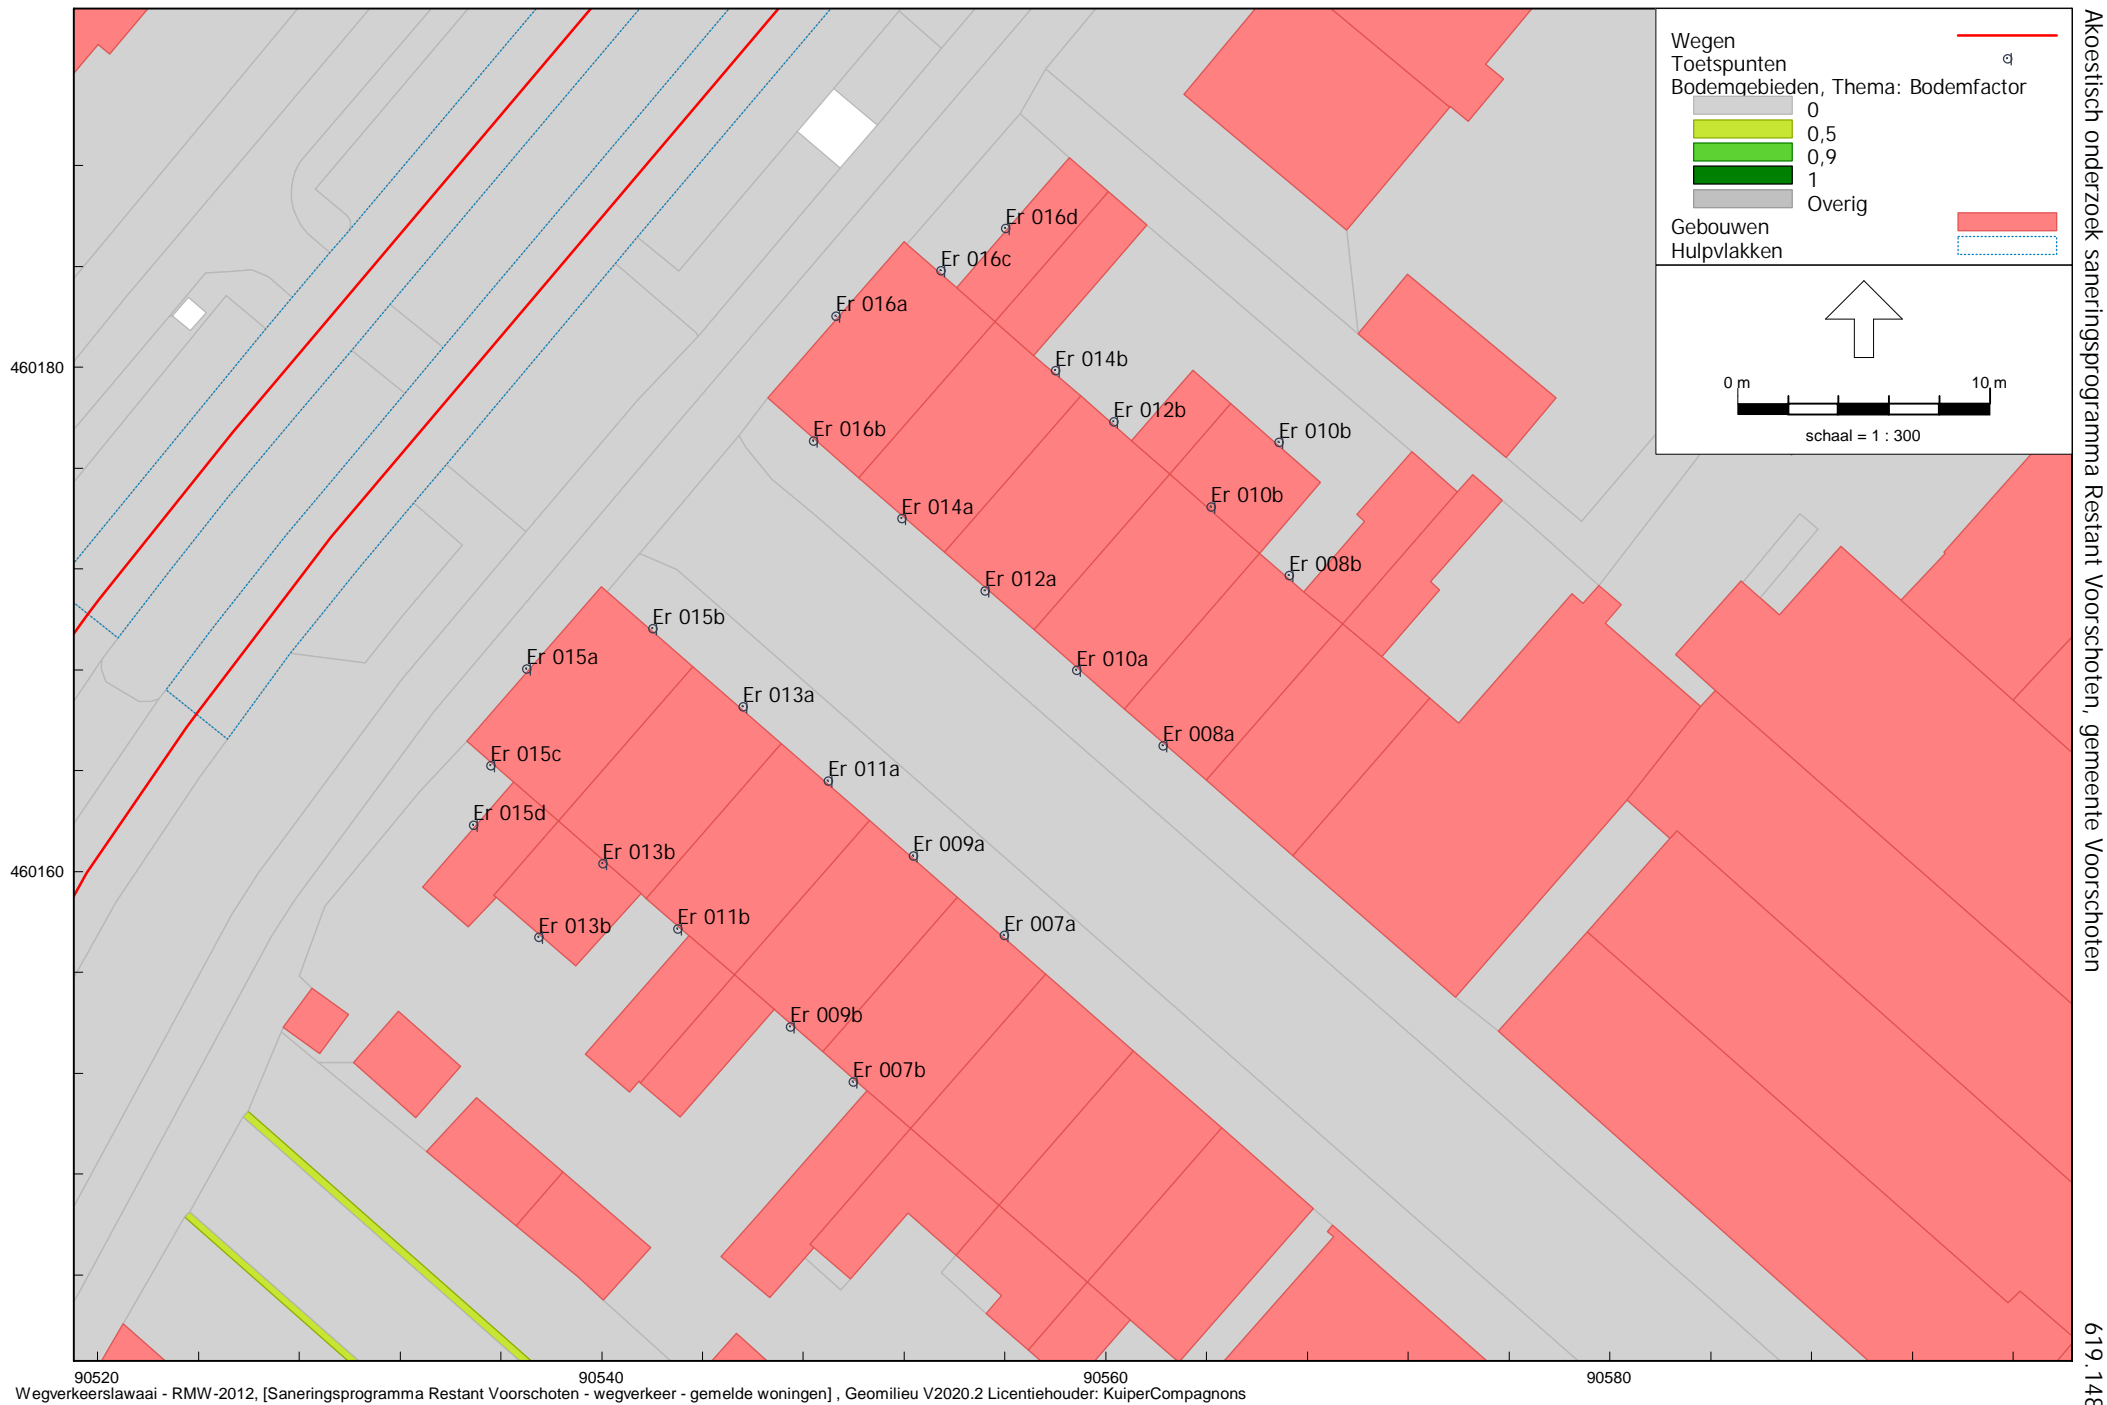 Wegen
Toetspunten
Bodemgebieden, Thema: Bodemfactor
0
0,5
0,9
1
Overig
Gebouwen
Hulpvlakken
0 m
10 m
schaal = 1 : 300
Er 016d
Er 016c
Er 016a
Er 014b
Er 012b
Er 016b
Er 010b
Er 014a
Er 010b
Er 008b
Er 012a
Er 015b
Er 015a
Er 010a
Er 013a
Er 008a
Er 015c
Er 011a
Er 015d
Er 009a
Er 013b
Er 011b
Er 007a
Er 013b
Er 009b
Er 007b
460180
460160
90520
90540
90560
90580
Wegverkeerslawaai - RMW-2012, [Saneringsprogramma Restant Voorschoten - wegverkeer - gemelde woningen] , Geomilieu V2020.2 Licentiehouder: KuiperCompagnons
Akoestisch onderzoek saneringsprogramma Restant Voorschoten, gemeente Voorschoten
619.148